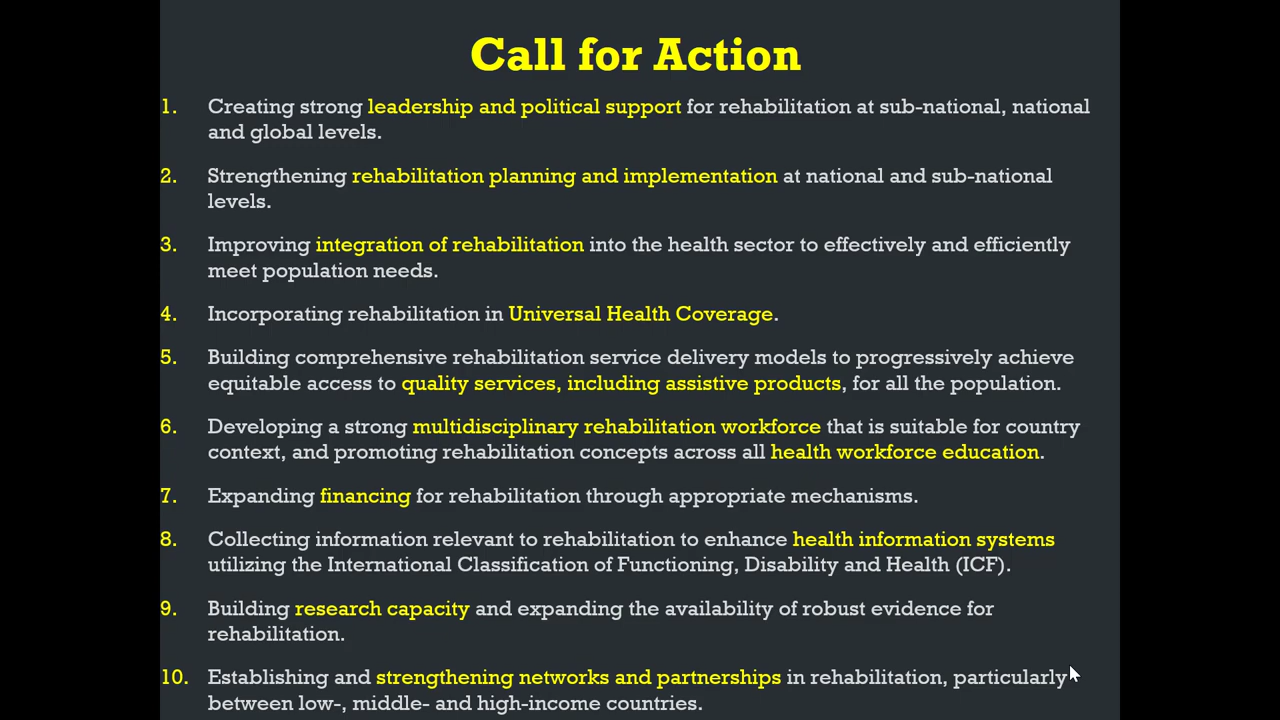 Call for Action
1. Creating strong leadership and political support for rehabilitation at sub-national, national
and global levels.
2. Strengthening rehabilitation planning and implementation at national and sub-national
levels.
3. Improving integration of rehabilitation into the health sector to effectively and efficiently
meet population needs.
4. Incorporating rehabilitation in Universal Health Coverage.
5. Building comprehensive rehabilitation service delivery models to progressively achieve
equitable access to quality services, including assistive products, for all the population.
6. Developing a strong multidisciplinary rehabilitation workforce that is suitable for country
context, and promoting rehabilitation concepts across all health workforce education.
7. Expanding financing for rehabilitation through appropriate mechanisms.
8. Collecting information relevant to rehabilitation to enhance health information systems
utilizing the International Classification of Functioning, Disability and Health (ICF).
9. Building research capacity and expanding the availability of robust evidence for
rehabilitation.
10. Establishing and strengthening networks and partnerships in rehabilitation, particularly
between low-, middle- and high-income countries.